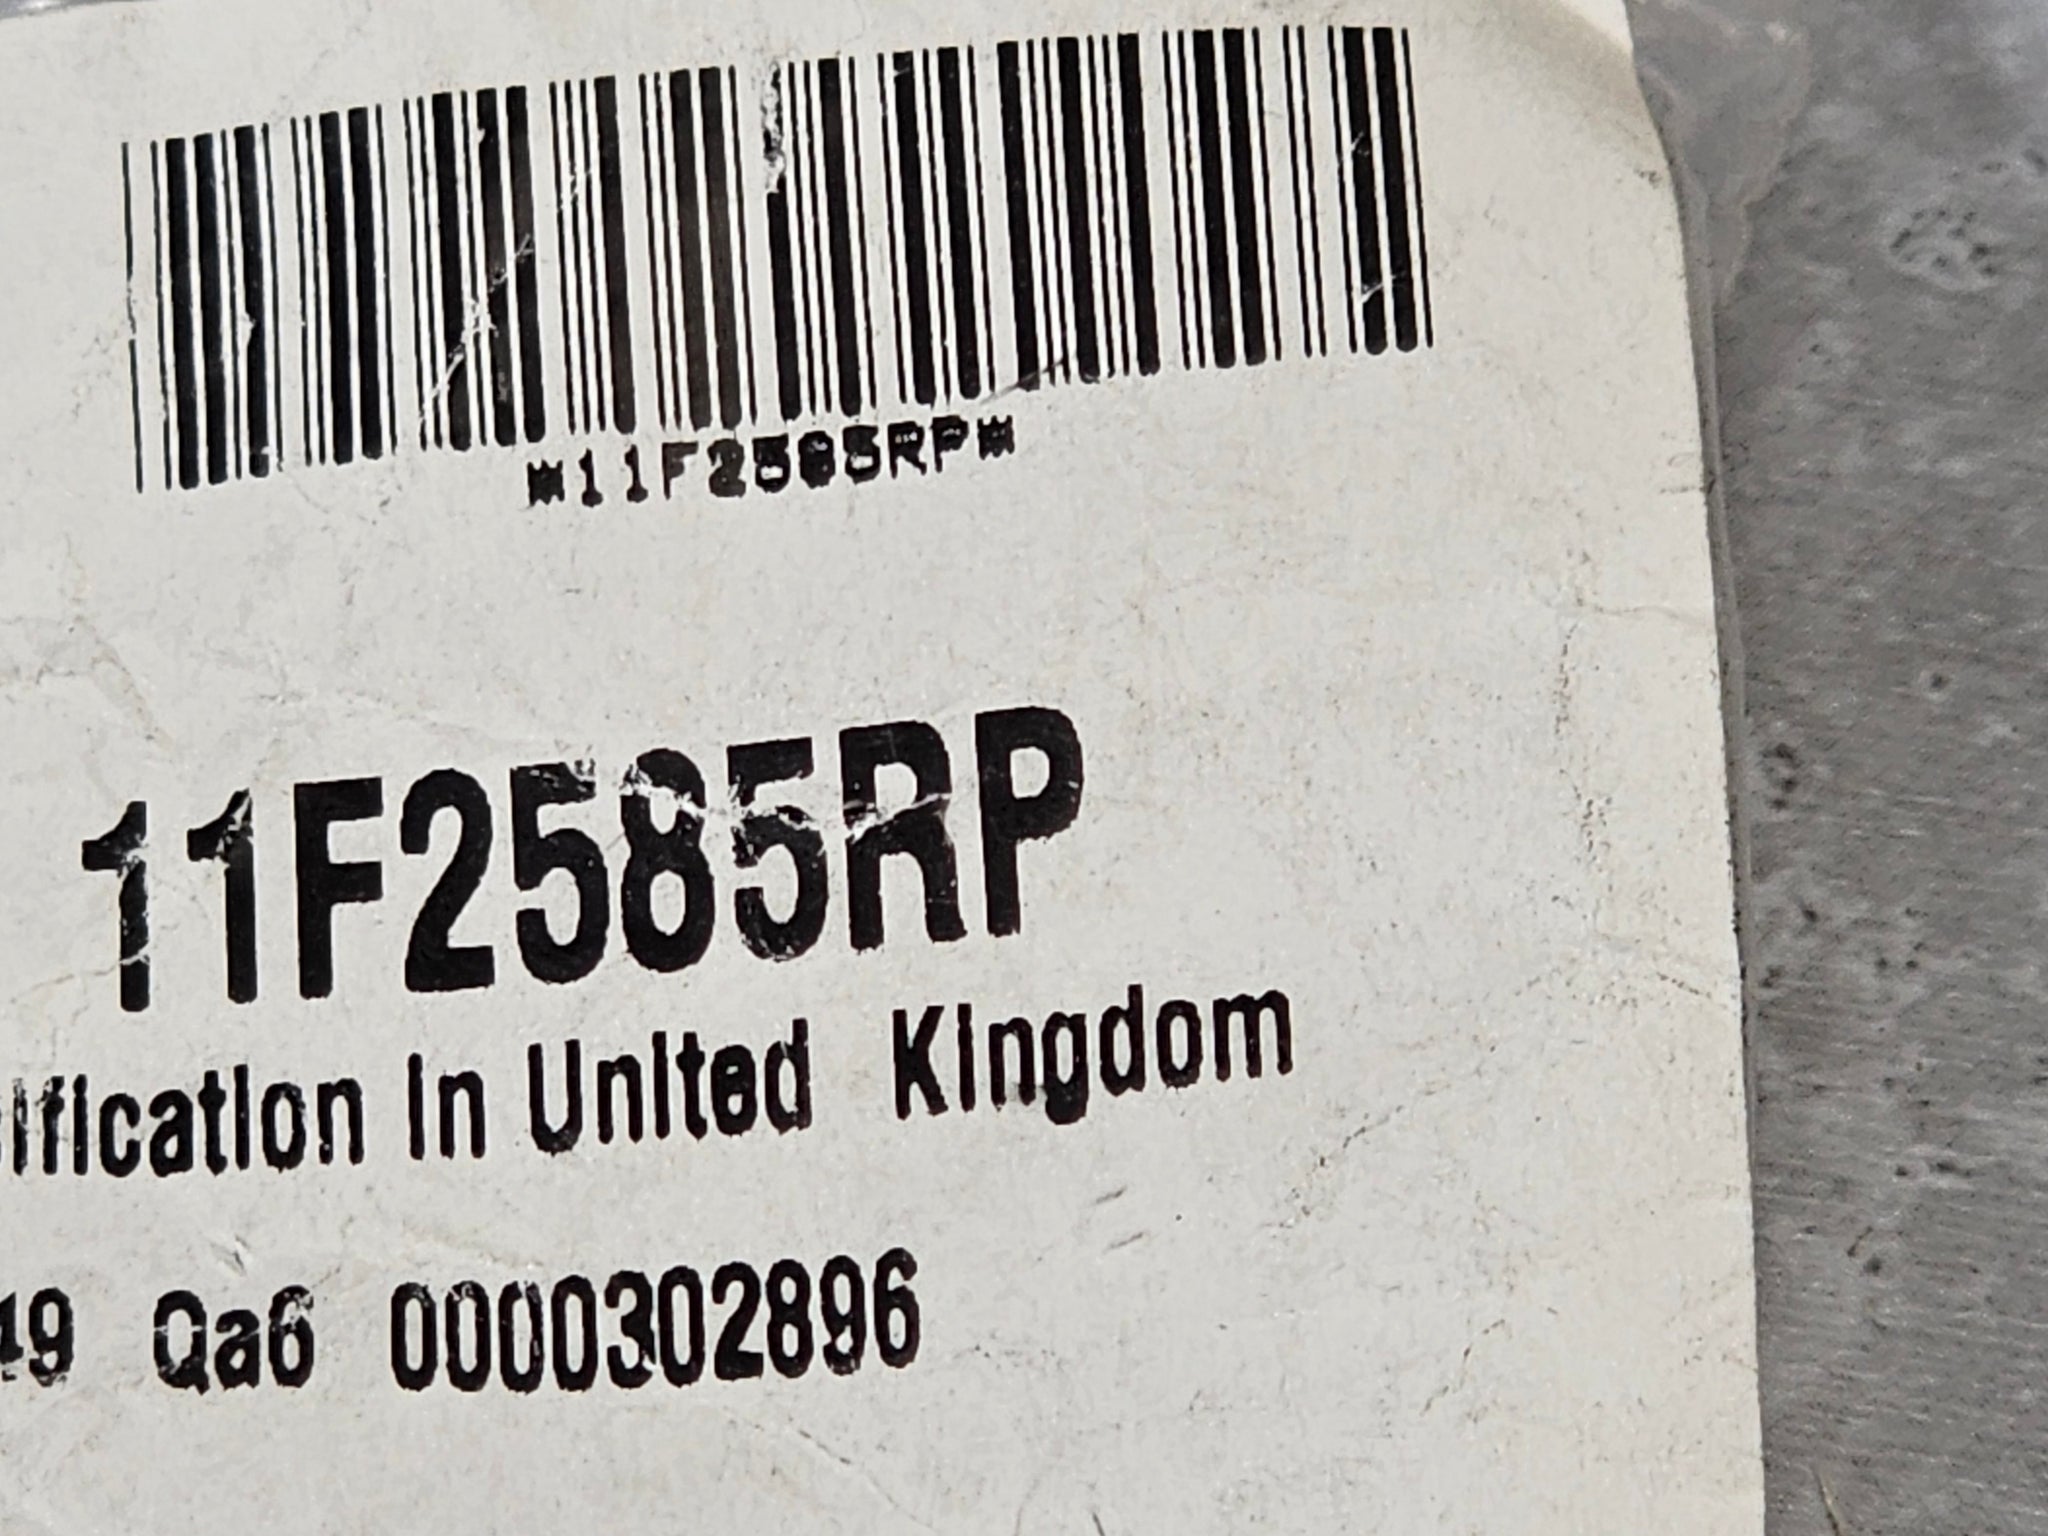 *11F2585RP*
11F2585RP
in United Kingdom
Qa6 0000302896